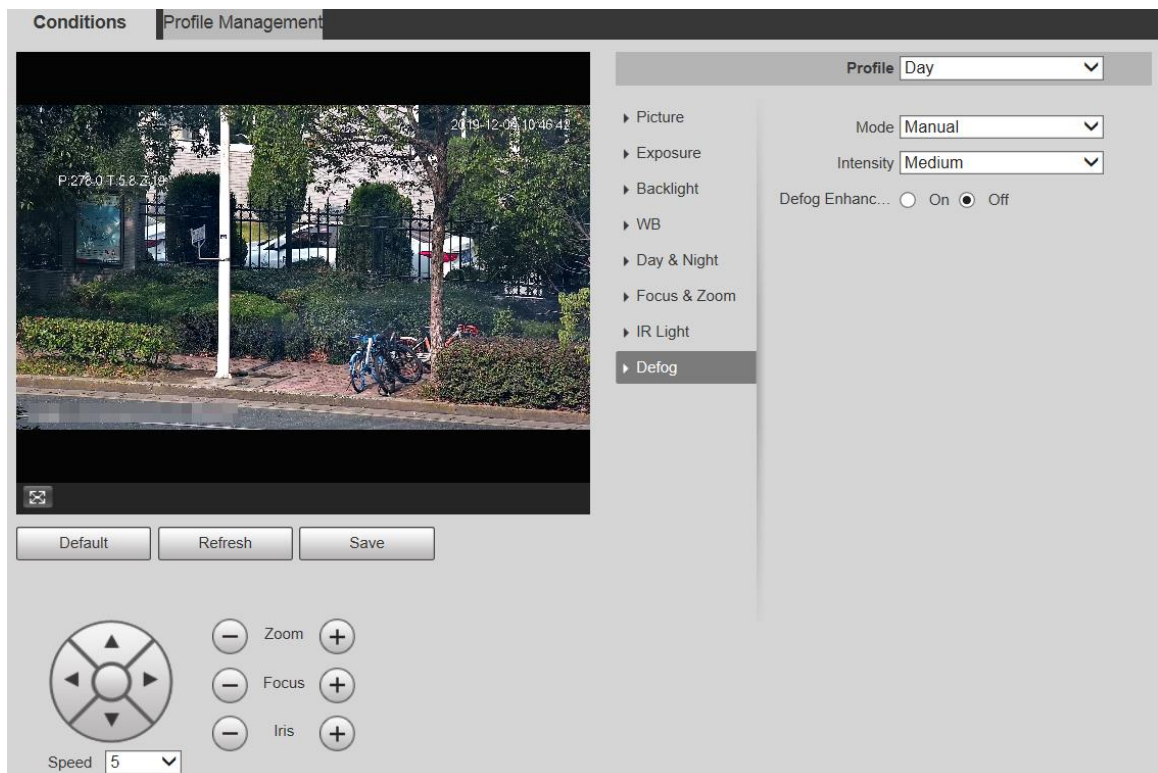 Conditions
Profile Management
Profile Day
2019-12-04 10:46:42
P:278.0 T:5.8 Z:19
Picture
Exposure
Backlight
WB
Day & Night
Focus & Zoom
IR Light
Defog
Mode Manual
Intensity Medium
Defog Enhanc... On Off
Default Refresh Save
Zoom
Focus
Iris
Speed 5